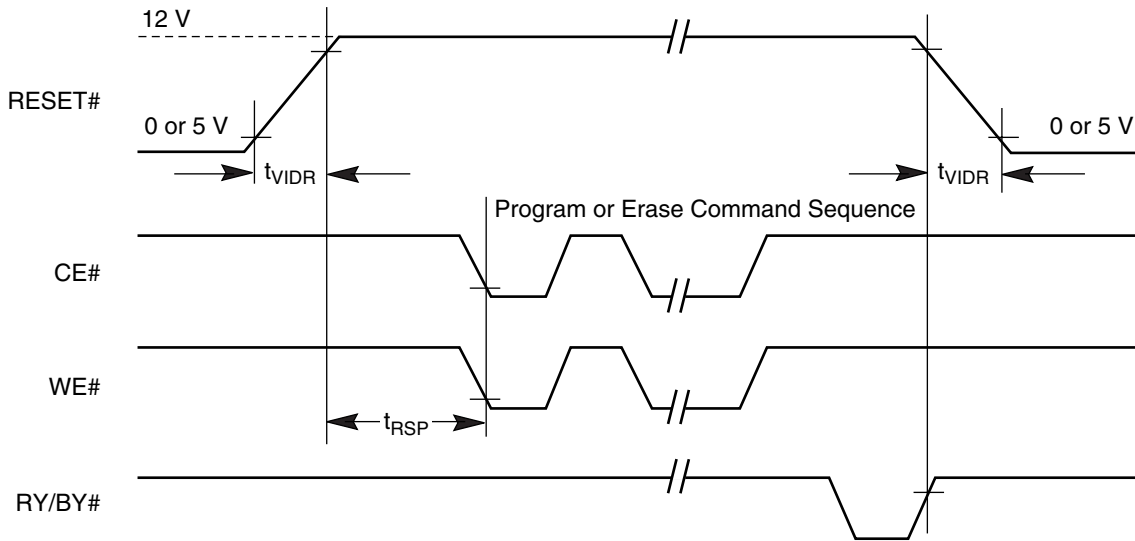 12 V
RESET#
0 or 5 V
0 or 5 V
tVIDR
tVIDR
Program or Erase Command Sequence
CE#
WE#
tRSP
RY/BY#